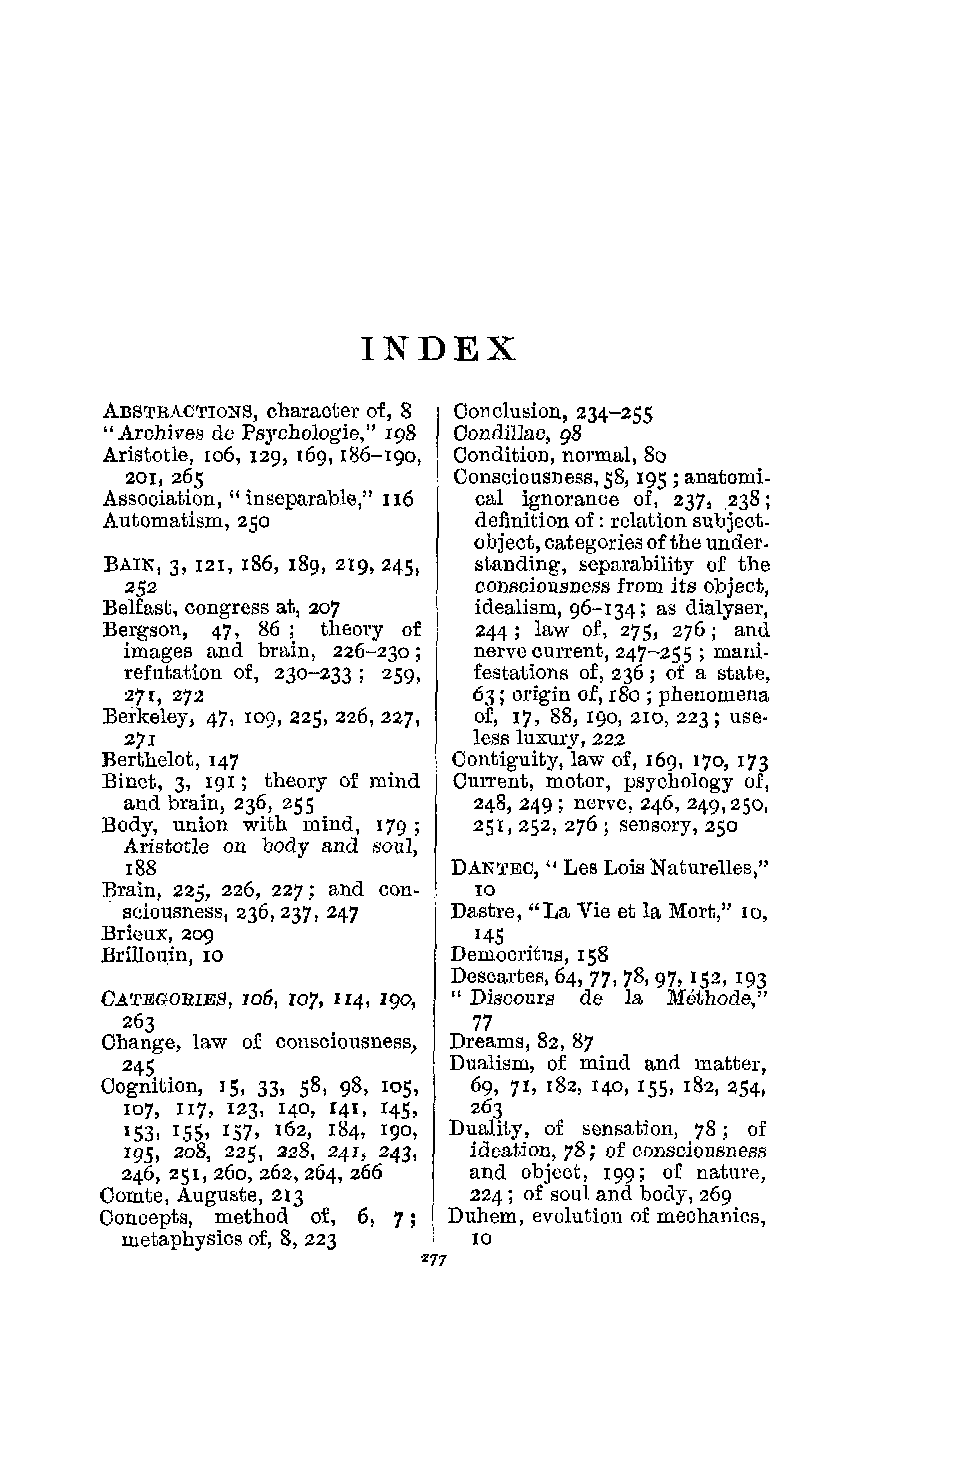 INDEX
ABSTRACTIONS, character of, 8
"Archives de Psychologie," 198
Aristotle, 106, 129, 169, 186–190,
201, 265
Association, "inseparable," 116
Automatism, 250
BAIN, 3, 121, 186, 189, 219, 245,
252
Belfast, congress at, 207
Bergson, 47, 86; theory of
images and brain, 226–230;
refutation of, 230–233; 259,
271, 272
Berkeley, 47, 109, 225, 226, 227,
271
Berthelot, 147
Binet, 3, 191; theory of mind
and brain, 236, 255
Body, union with mind, 179;
Aristotle on body and soul,
188
Brain, 225, 226, 227; and con-
sciousness, 236, 237, 247
Brieux, 209
Brillouin, 10
CATEGORIES, 106, 107, 114, 190,
263
Change, law of consciousness,
245
Cognition, 15, 33, 58, 98, 105,
107, 117, 123, 140, 141, 145,
153, 155, 157, 162, 184, 190,
195, 208, 225, 228, 241, 243,
246, 251, 260, 262, 264, 266
Comte, Auguste, 213
Concepts, method of, 6, 7;
metaphysics of, 8, 223
Conclusion, 234–255
Condillac, 98
Condition, normal, 80
Consciousness, 58, 195; anatomi-
cal ignorance of, 237, 238;
definition of: relation subject-
object, categories of the under-
standing, separability of the
consciousness from its object,
idealism, 96–134; as dialyser,
244; law of, 275, 276; and
nerve current, 247–255; mani-
festations of, 236; of a state,
63; origin of, 180; phenomena
of, 17, 88, 190, 210, 223; use-
less luxury, 222
Contiguity, law of, 169, 170, 173
Current, motor, psychology of,
248, 249; nerve, 246, 249, 250,
251, 252, 276; sensory, 250
DANTEC, "Les Lois Naturelles,"
10
Dastre, "La Vie et la Mort," 10,
145
Democritus, 158
Descartes, 64, 77, 78, 97, 152, 193
"Discours de la Méthode,"
77
Dreams, 82, 87
Dualism, of mind and matter,
69, 71, 182, 140, 155, 182, 254,
263
Duality, of sensation, 78; of
ideation, 78; of consciousness
and object, 199; of nature,
224; of soul and body, 269
Duhem, evolution of mechanics,
10
277